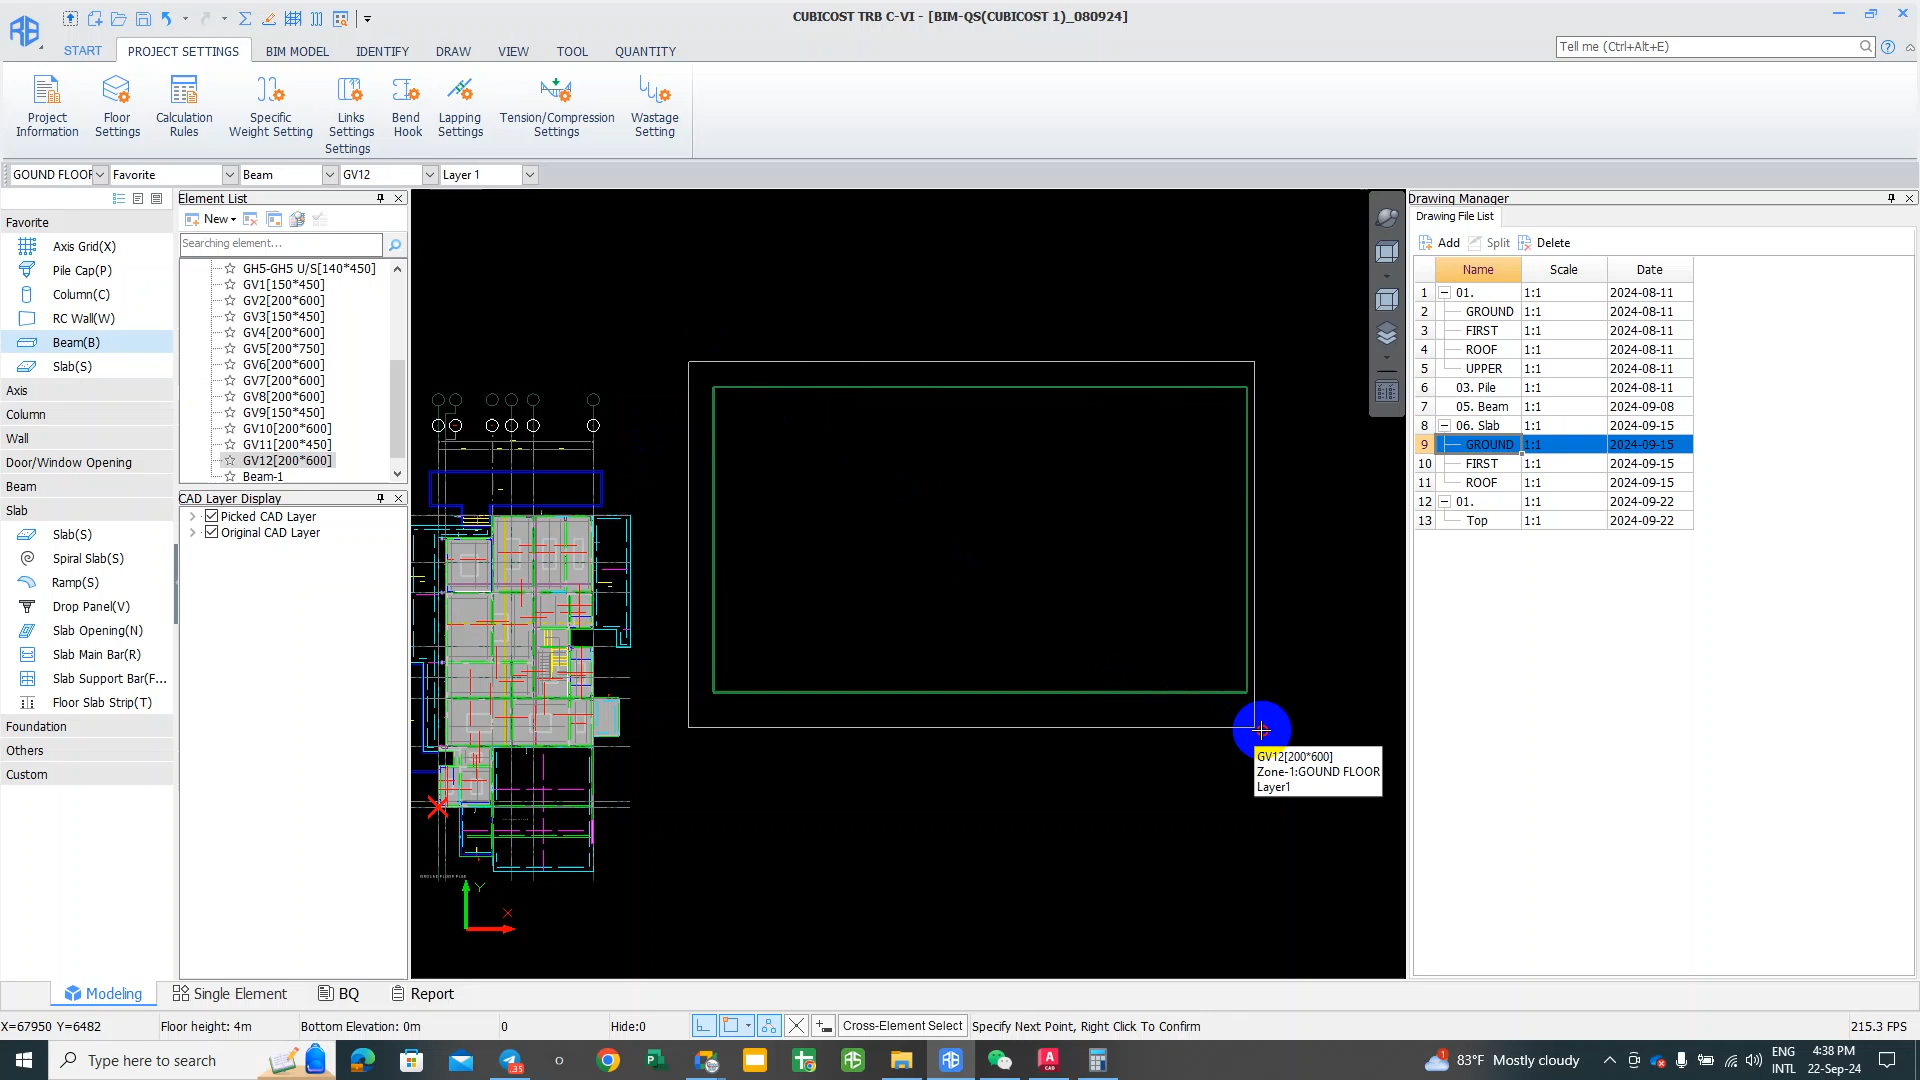 CUBICOST TRB C-VI - [BIM-QS(CUBICOST 1)_080924]
START
PROJECT SETTINGS
BIM MODEL
IDENTIFY
DRAW
VIEW
TOOL
QUANTITY
Tell me (Ctrl+Alt+E)
Project Information
Floor Settings
Calculation Rules
Specific Weight Setting
Links Settings
Bend Hook
Lapping Settings
Tension/Compression Settings
Wastage Setting
Settings
GOUND FLOOR
Favorite
Beam
GV12
Layer 1
Favorite
Axis Grid(X)
Pile Cap(P)
Column(C)
RC Wall(W)
Beam(B)
Slab(S)
Axis
Column
Wall
Door/Window Opening
Beam
Slab
Slab(S)
Spiral Slab(S)
Ramp(S)
Drop Panel(V)
Slab Opening(N)
Slab Main Bar(R)
Slab Support Bar(F...
Floor Slab Strip(T)
Foundation
Others
Custom
Element List
New
Searching element...
GH5-GH5 U/S[140*450]
GV1[150*450]
GV2[200*600]
GV3[150*450]
GV4[200*600]
GV5[200*750]
GV6[200*600]
GV7[200*600]
GV8[200*600]
GV9[150*450]
GV10[200*600]
GV11[200*450]
GV12[200*600]
Beam-1
CAD Layer Display
Picked CAD Layer
Original CAD Layer
Y
X
GV12[200*600]
Zone-1:GOUND FLOOR
Layer1
Drawing Manager
Drawing File List
Add
Split
Delete
Name Scale Date
1 01. 1:1 2024-08-11
2 GROUND 1:1 2024-08-11
3 FIRST 1:1 2024-08-11
4 ROOF 1:1 2024-08-11
5 UPPER 1:1 2024-08-11
6 03. Pile 1:1 2024-08-11
7 05. Beam 1:1 2024-09-08
8 06. Slab 1:1 2024-09-15
9 GROUND 1:1 2024-09-15
10 FIRST 1:1 2024-09-15
11 ROOF 1:1 2024-09-15
12 01. 1:1 2024-09-22
13 Top 1:1 2024-09-22
Modeling
Single Element
BQ
Report
X=67950 Y=6482
Floor height: 4m
Bottom Elevation: 0m
0
Hide:0
Cross-Element Select
Specify Next Point, Right Click To Confirm
215.3 FPS
Type here to search
83°F Mostly cloudy
ENG
INTL
4:38 PM
22-Sep-24